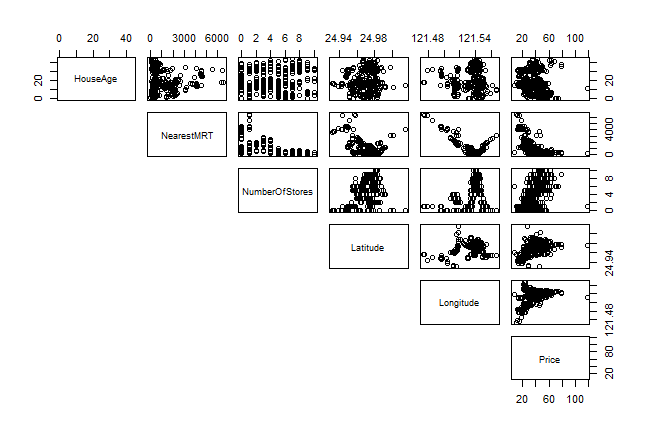 0 20 40 0 3000 6000 0 2 4 6 8 24.94 24.98 121.48 121.54 20 60 100
HouseAge 0 20
NearestMRT 0 4000
NumberOfStores 0 4 8
Latitude 24.94
Longitude 121.48
Price 20 80
20 40 60 100